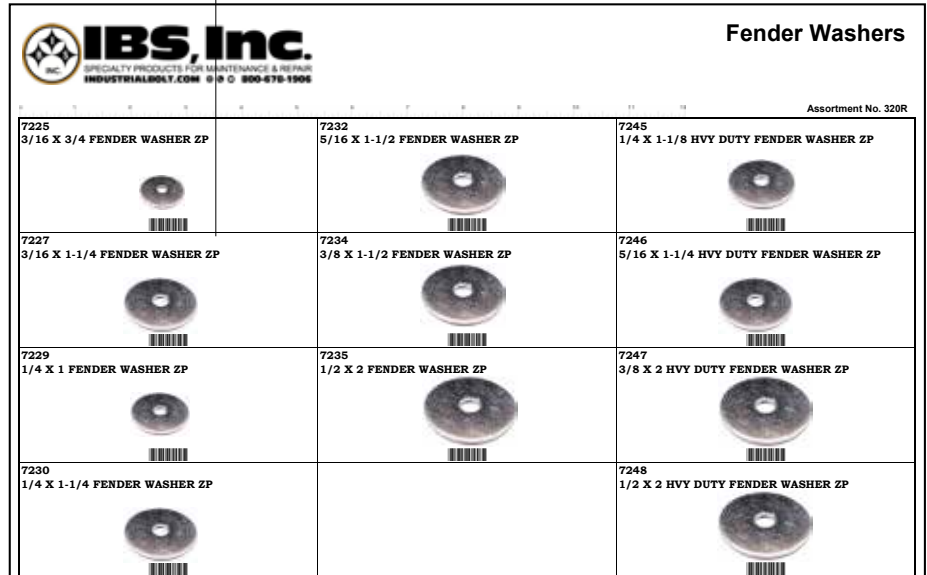 IBS, Inc.
SPECIALTY PRODUCTS FOR MAINTENANCE & REPAIR
INDUSTRIALBOLT.COM 800-678-1906
INC.
Fender Washers
Assortment No. 320R
7225
3/16 X 3/4 FENDER WASHER ZP
7232
5/16 X 1-1/2 FENDER WASHER ZP
7245
1/4 X 1-1/8 HVY DUTY FENDER WASHER ZP
7227
3/16 X 1-1/4 FENDER WASHER ZP
7234
3/8 X 1-1/2 FENDER WASHER ZP
7246
5/16 X 1-1/4 HVY DUTY FENDER WASHER ZP
7229
1/4 X 1 FENDER WASHER ZP
7235
1/2 X 2 FENDER WASHER ZP
7247
3/8 X 2 HVY DUTY FENDER WASHER ZP
7230
1/4 X 1-1/4 FENDER WASHER ZP
7248
1/2 X 2 HVY DUTY FENDER WASHER ZP